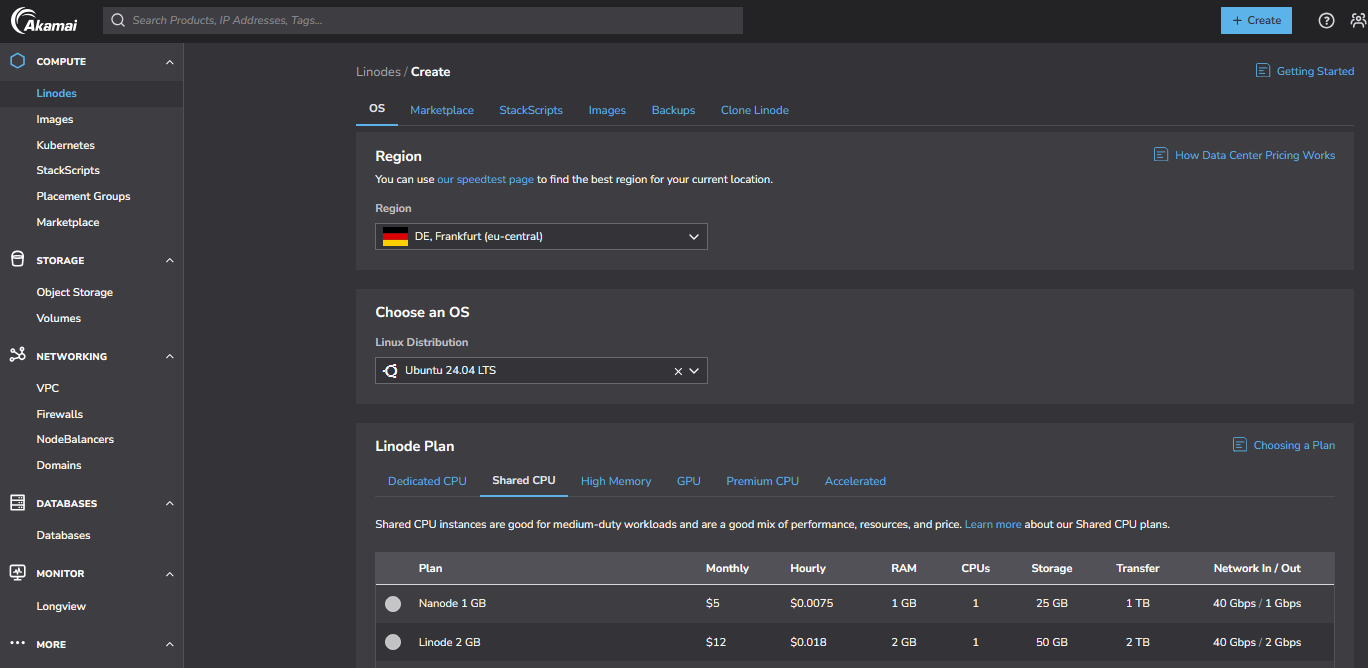 Akamai
Search Products, IP Addresses, Tags...
+ Create
COMPUTE
Linodes
Images
Kubernetes
StackScripts
Placement Groups
Marketplace
STORAGE
Object Storage
Volumes
NETWORKING
VPC
Firewalls
NodeBalancers
Domains
DATABASES
Databases
MONITOR
Longview
MORE
Linodes / Create
Getting Started
OS Marketplace StackScripts Images Backups Clone Linode
Region
How Data Center Pricing Works
You can use our speedtest page to find the best region for your current location.
Region
DE, Frankfurt (eu-central)
Choose an OS
Linux Distribution
Ubuntu 24.04 LTS
Linode Plan
Choosing a Plan
Dedicated CPU Shared CPU High Memory GPU Premium CPU Accelerated
Shared CPU instances are good for medium-duty workloads and are a good mix of performance, resources, and price. Learn more about our Shared CPU plans.
Plan Monthly Hourly RAM CPUs Storage Transfer Network In / Out
Nanode 1 GB $5 $0.0075 1 GB 1 25 GB 1 TB 40 Gbps / 1 Gbps
Linode 2 GB $12 $0.018 2 GB 1 50 GB 2 TB 40 Gbps / 2 Gbps